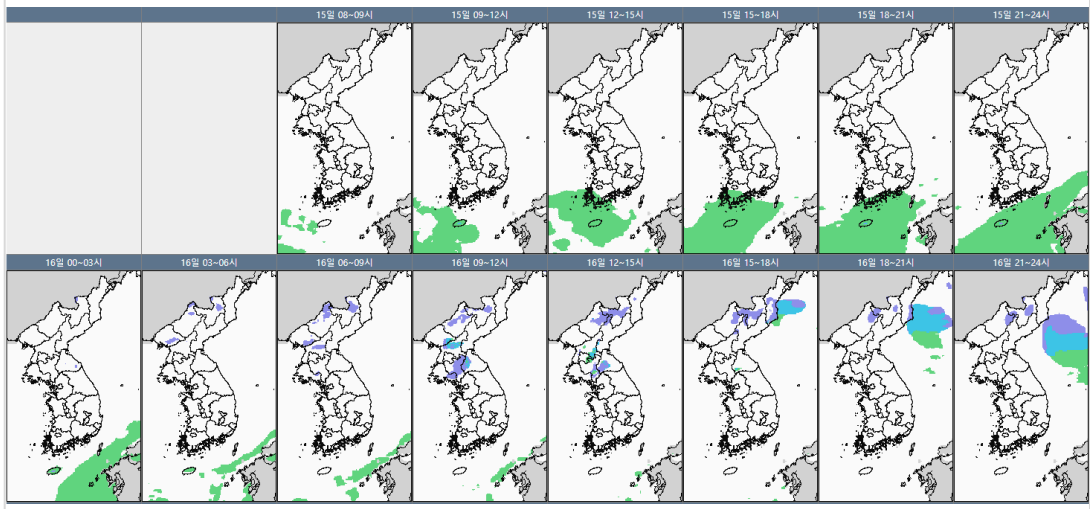 15일 08~09시
15일 09~12시
15일 12~15시
15일 15~18시
15일 18~21시
15일 21~24시
16일 00~03시
16일 03~06시
16일 06~09시
16일 09~12시
16일 12~15시
16일 15~18시
16일 18~21시
16일 21~24시